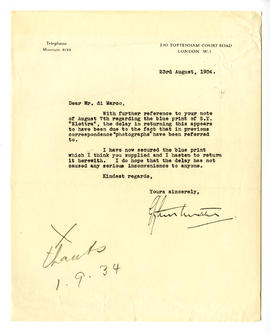 Telephone
Museum
TOTTENHAM COURT ROAD
LONDON W.1
23rd August, 1934.
Dear Mr. di Marco,
With further reference to your note
of August 7th regarding the blue print of S.Y.
"Elettra", the delay in returning this appears
to have been due to the fact that in previous
correspondence "photographs" have been referred
to.
I have now secured the blue print
which I think you supplied and I hasten to return
it herewith. I do hope that the delay has not
caused any serious inconvenience to anyone.
Kindest regards,
Yours sincerely,
X
thanks
1.9.34